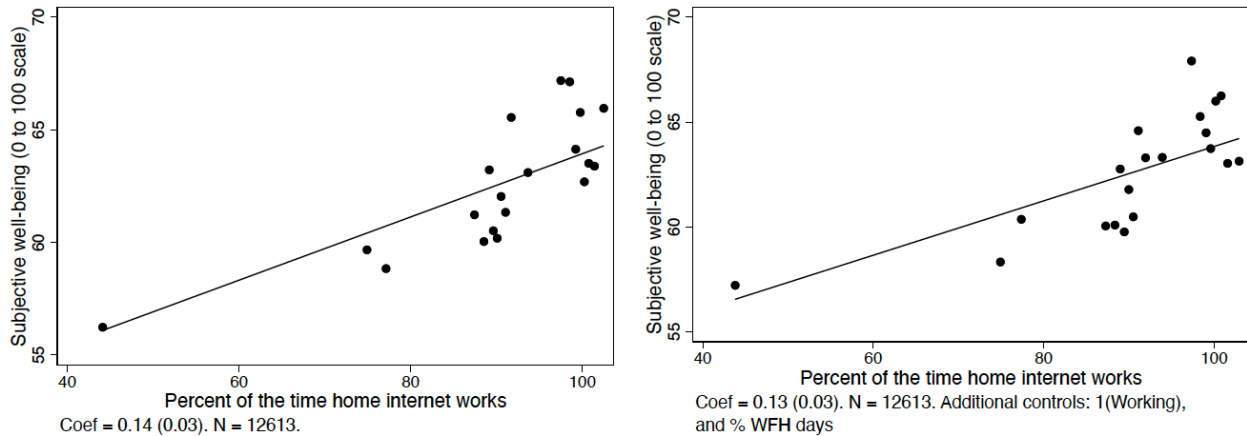 Subjective well-being (0 to 100 scale)
70
65
60
55
40
60
80
100
Percent of the time home internet works
Coef = 0.14 (0.03). N = 12613.
Subjective well-being (0 to 100 scale)
70
65
60
55
40
60
80
100
Percent of the time home internet works
Coef = 0.13 (0.03). N = 12613. Additional controls: 1(Working),
and % WFH days